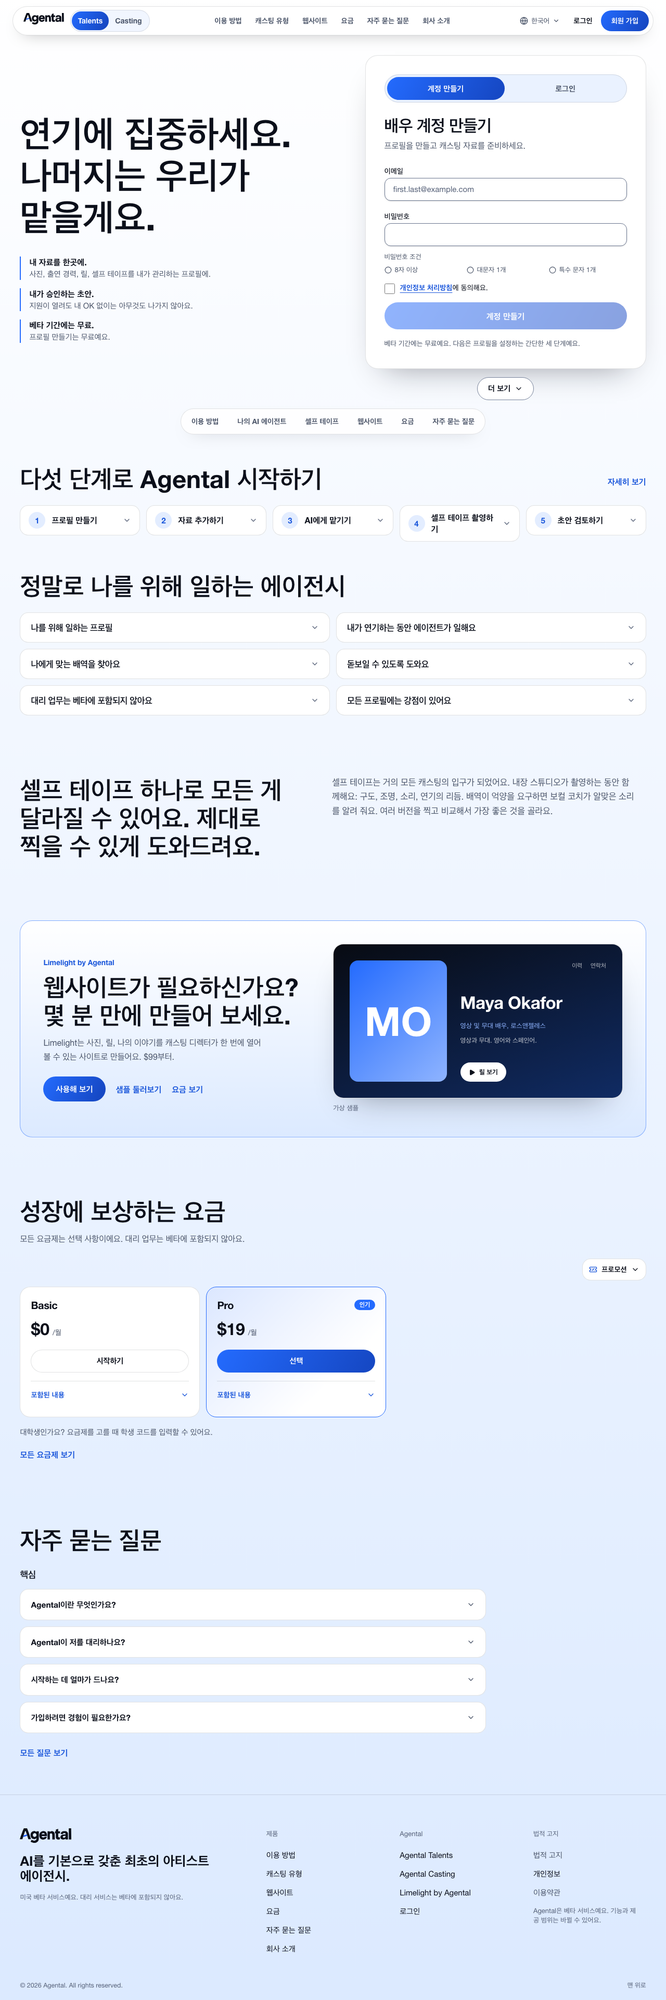 Agental
Talents
Casting
이용 방법
캐스팅 유형
웹사이트
요금
자주 묻는 질문
회사 소개
한국어
로그인
회원 가입
연기에 집중하세요.
나머지는 우리가
맡을게요.
내 자료를 한곳에.
사진, 출연 경력, 릴, 셀프 테이프를 내가 관리하는 프로필에.
내가 승인하는 초안.
지원이 열려도 내 OK 없이는 아무것도 나가지 않아요.
베타 기간에는 무료.
프로필 만들기는 무료예요.
계정 만들기
로그인
배우 계정 만들기
프로필을 만들고 캐스팅 자료를 준비하세요.
이메일
first.last@example.com
비밀번호
비밀번호 조건
8자 이상
대문자 1개
특수 문자 1개
개인정보 처리방침에 동의해요.
계정 만들기
베타 기간에는 무료예요. 다음은 프로필을 설정하는 간단한 세 단계예요.
더 보기
이용 방법
나의 AI 에이전트
셀프 테이프
웹사이트
요금
자주 묻는 질문
다섯 단계로 Agental 시작하기
자세히 보기
1 프로필 만들기
2 자료 추가하기
3 AI에게 맡기기
4 셀프 테이프 촬영하
기
5 초안 검토하기
정말로 나를 위해 일하는 에이전시
나를 위해 일하는 프로필
내가 연기하는 동안 에이전트가 일해요
나에게 맞는 배역을 찾아요
돋보일 수 있도록 도와요
대리 업무는 베타에 포함되지 않아요
모든 프로필에는 강점이 있어요
셀프 테이프 하나로 모든 게
달라질 수 있어요. 제대로
찍을 수 있게 도와드려요.
셀프 테이프는 거의 모든 캐스팅의 입구가 되었어요. 내장 스튜디오가 촬영하는 동안 함
께해요: 구도, 조명, 소리, 연기의 리듬. 배역이 억양을 요구하면 보컬 코치가 알맞은 소리
를 알려 줘요. 여러 버전을 찍고 비교해서 가장 좋은 것을 골라요.
Limelight by Agental
웹사이트가 필요하신가요?
몇 분 만에 만들어 보세요.
Limelight는 사진, 릴, 나의 이야기를 캐스팅 디렉터가 한 번에 열어
볼 수 있는 사이트로 만들어요. $99부터.
사용해 보기
샘플 둘러보기
요금 보기
이력
연락처
MO
Maya Okafor
영상 및 무대 배우, 로스앤젤레스
영상과 무대. 영어와 스페인어.
릴 보기
가상 샘플
성장에 보상하는 요금
모든 요금제는 선택 사항이에요. 대리 업무는 베타에 포함되지 않아요.
프로모션
Basic
$0 /월
시작하기
포함된 내용
Pro
인기
$19 /월
선택
포함된 내용
대학생인가요? 요금제를 고를 때 학생 코드를 입력할 수 있어요.
모든 요금제 보기
자주 묻는 질문
핵심
Agental이란 무엇인가요?
Agental이 저를 대리하나요?
시작하는 데 얼마가 드나요?
가입하려면 경험이 필요한가요?
모든 질문 보기
Agental
AI를 기본으로 갖춘 최초의 아티스트
에이전시.
미국 베타 서비스예요. 대리 서비스는 베타에 포함되지 않아요.
제품
이용 방법
캐스팅 유형
웹사이트
요금
자주 묻는 질문
회사 소개
Agental
Agental Talents
Agental Casting
Limelight by Agental
로그인
법적 고지
법적 고지
개인정보
이용약관
Agental은 베타 서비스예요. 기능과 제
공 범위는 바뀔 수 있어요.
© 2026 Agental. All rights reserved.
맨 위로